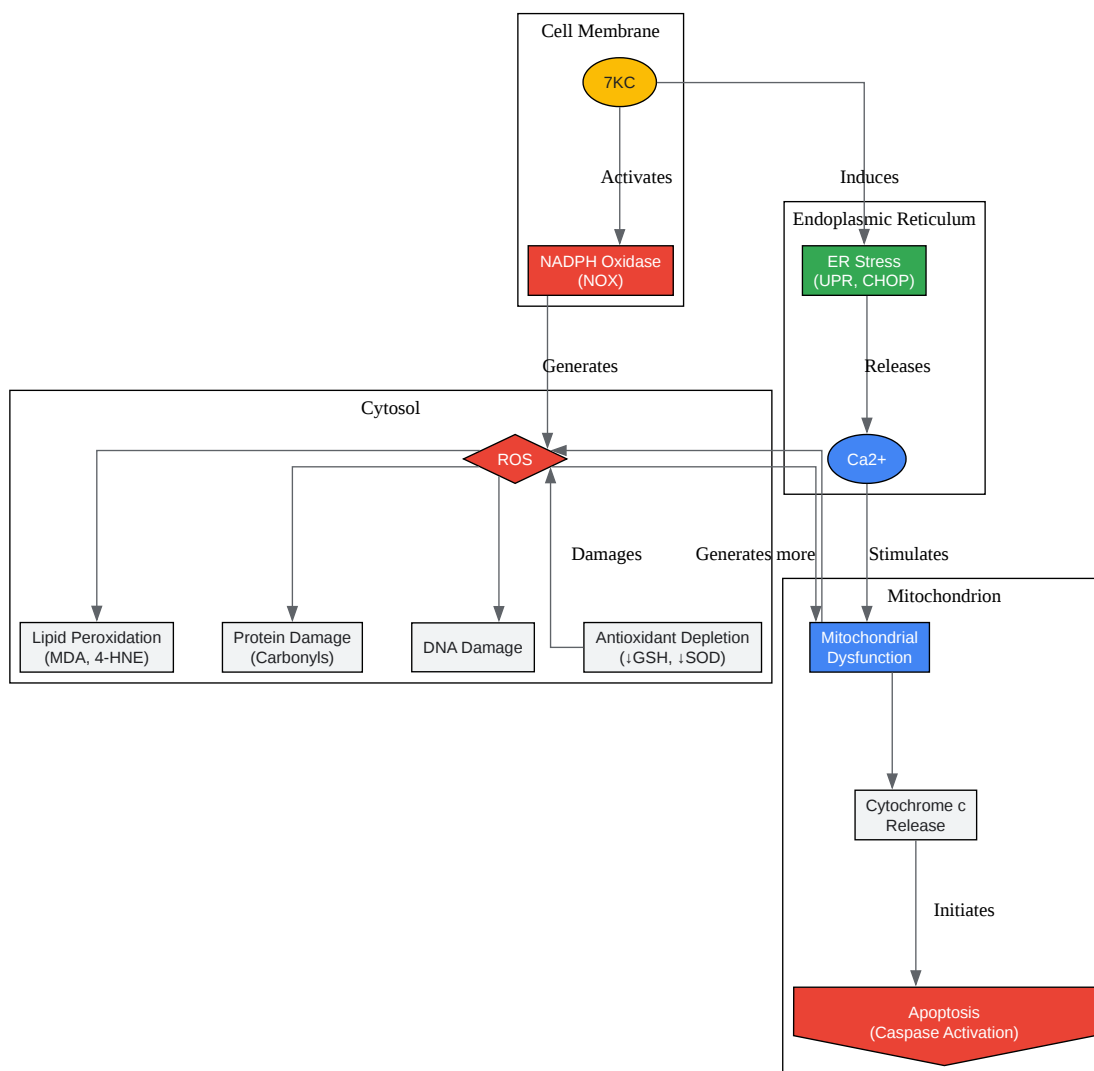 Cell Membrane
7KC
Activates
Induces
Endoplasmic Reticulum
NADPH Oxidase
(NOX)
ER Stress
(UPR, CHOP)
Generates
Releases
Cytosol
ROS
Ca2+
Damages
Generates more
Stimulates
Mitochondrion
Lipid Peroxidation
(MDA, 4-HNE)
Protein Damage
(Carbonyls)
DNA Damage
Antioxidant Depletion
(↓GSH, ↓SOD)
Mitochondrial
Dysfunction
Cytochrome c
Release
Initiates
Apoptosis
(Caspase Activation)